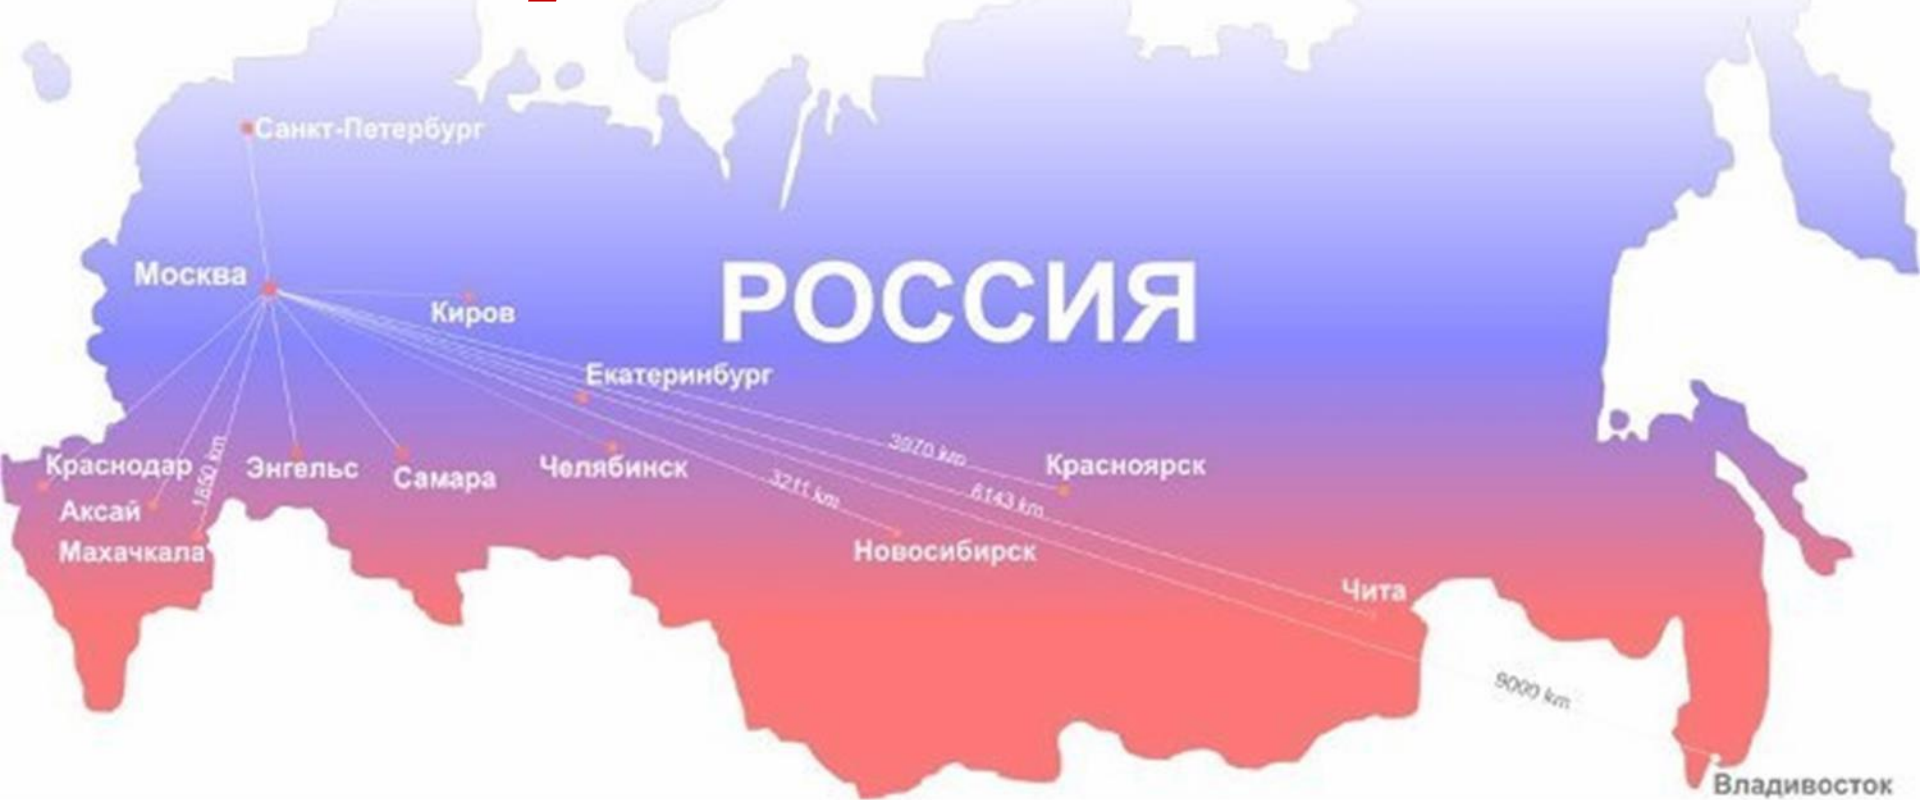 Санкт-Петербург
Москва
Киров
РОССИЯ
Екатеринбург
3970 km
Краснодар
1850 km
Энгельс
Самара
Челябинск
3211 km
6143 km
Красноярск
Аксай
Махачкала
Новосибирск
Чита
9000 km
Владивосток